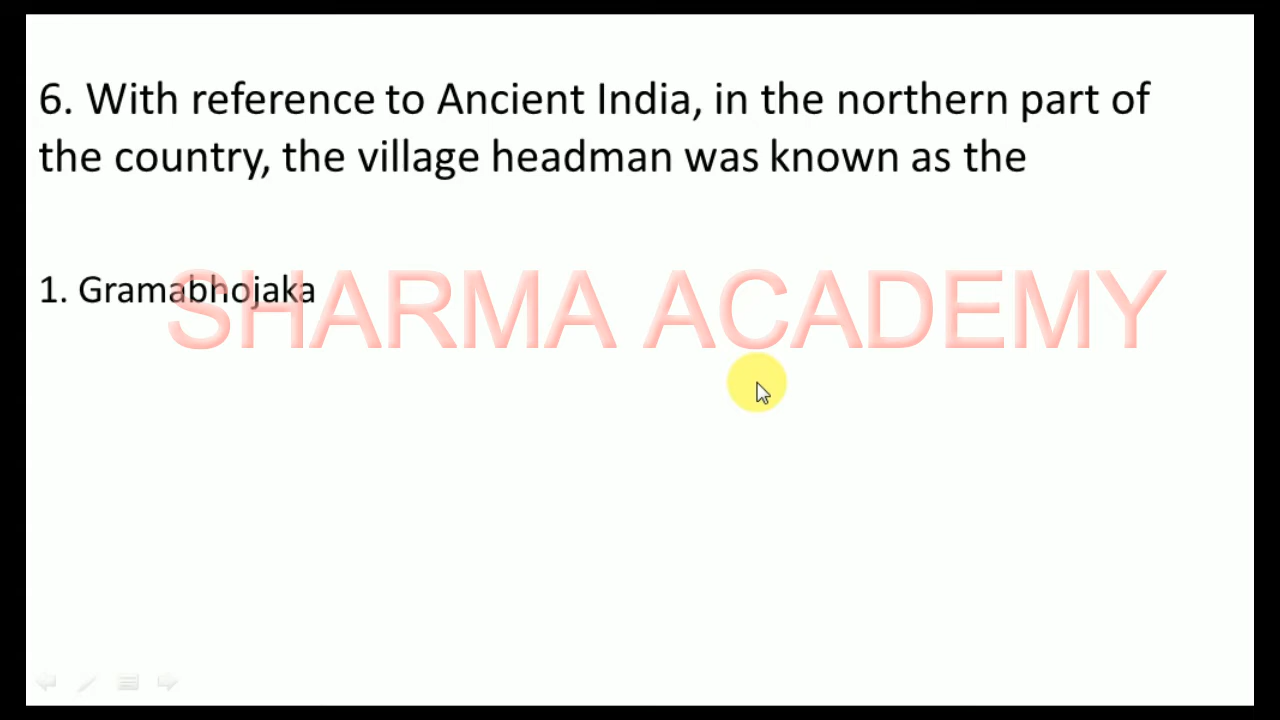 6. With reference to Ancient India, in the northern part of
the country, the village headman was known as the
1. Gramabhojaka
SHARMA ACADEMY